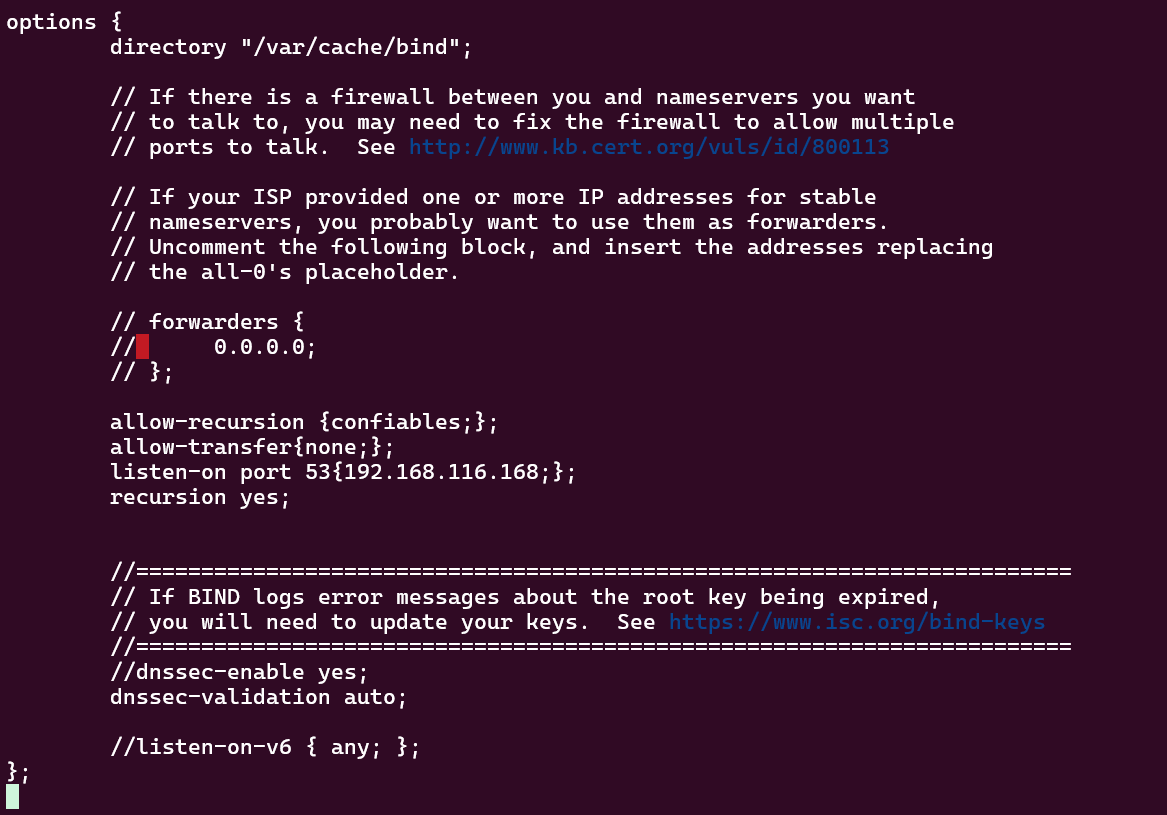 options {
        directory "/var/cache/bind";

        // If there is a firewall between you and nameservers you want
        // to talk to, you may need to fix the firewall to allow multiple
        // ports to talk.  See http://www.kb.cert.org/vuls/id/800113

        // If your ISP provided one or more IP addresses for stable
        // nameservers, you probably want to use them as forwarders.
        // Uncomment the following block, and insert the addresses replacing
        // the all-0's placeholder.

        // forwarders {
        //      0.0.0.0;
        // };

        allow-recursion {confiables;};
        allow-transfer{none;};
        listen-on port 53{192.168.116.168;};
        recursion yes;


        //========================================================================
        // If BIND logs error messages about the root key being expired,
        // you will need to update your keys.  See https://www.isc.org/bind-keys
        //========================================================================
        //dnssec-enable yes;
        dnssec-validation auto;

        //listen-on-v6 { any; };
};